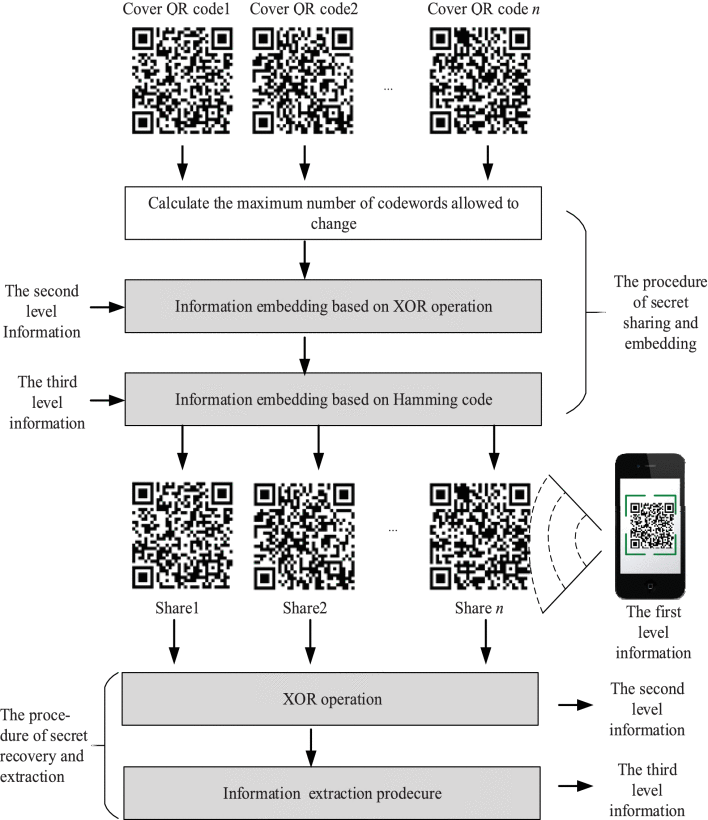 Cover QR code1
Cover QR code2
Cover QR code n
...
Calculate the maximum number of codewords allowed to
change
The second
level
Information
Information embedding based on XOR operation
The procedure
of secret
sharing and
embedding
The third
level
information
Information embedding based on Hamming code
...
Share1
Share2
Share n
The first
level
information
The proce-
dure of secret
recovery and
extraction
XOR operation
The second
level
information
Information extraction prodecure
The third
level
information